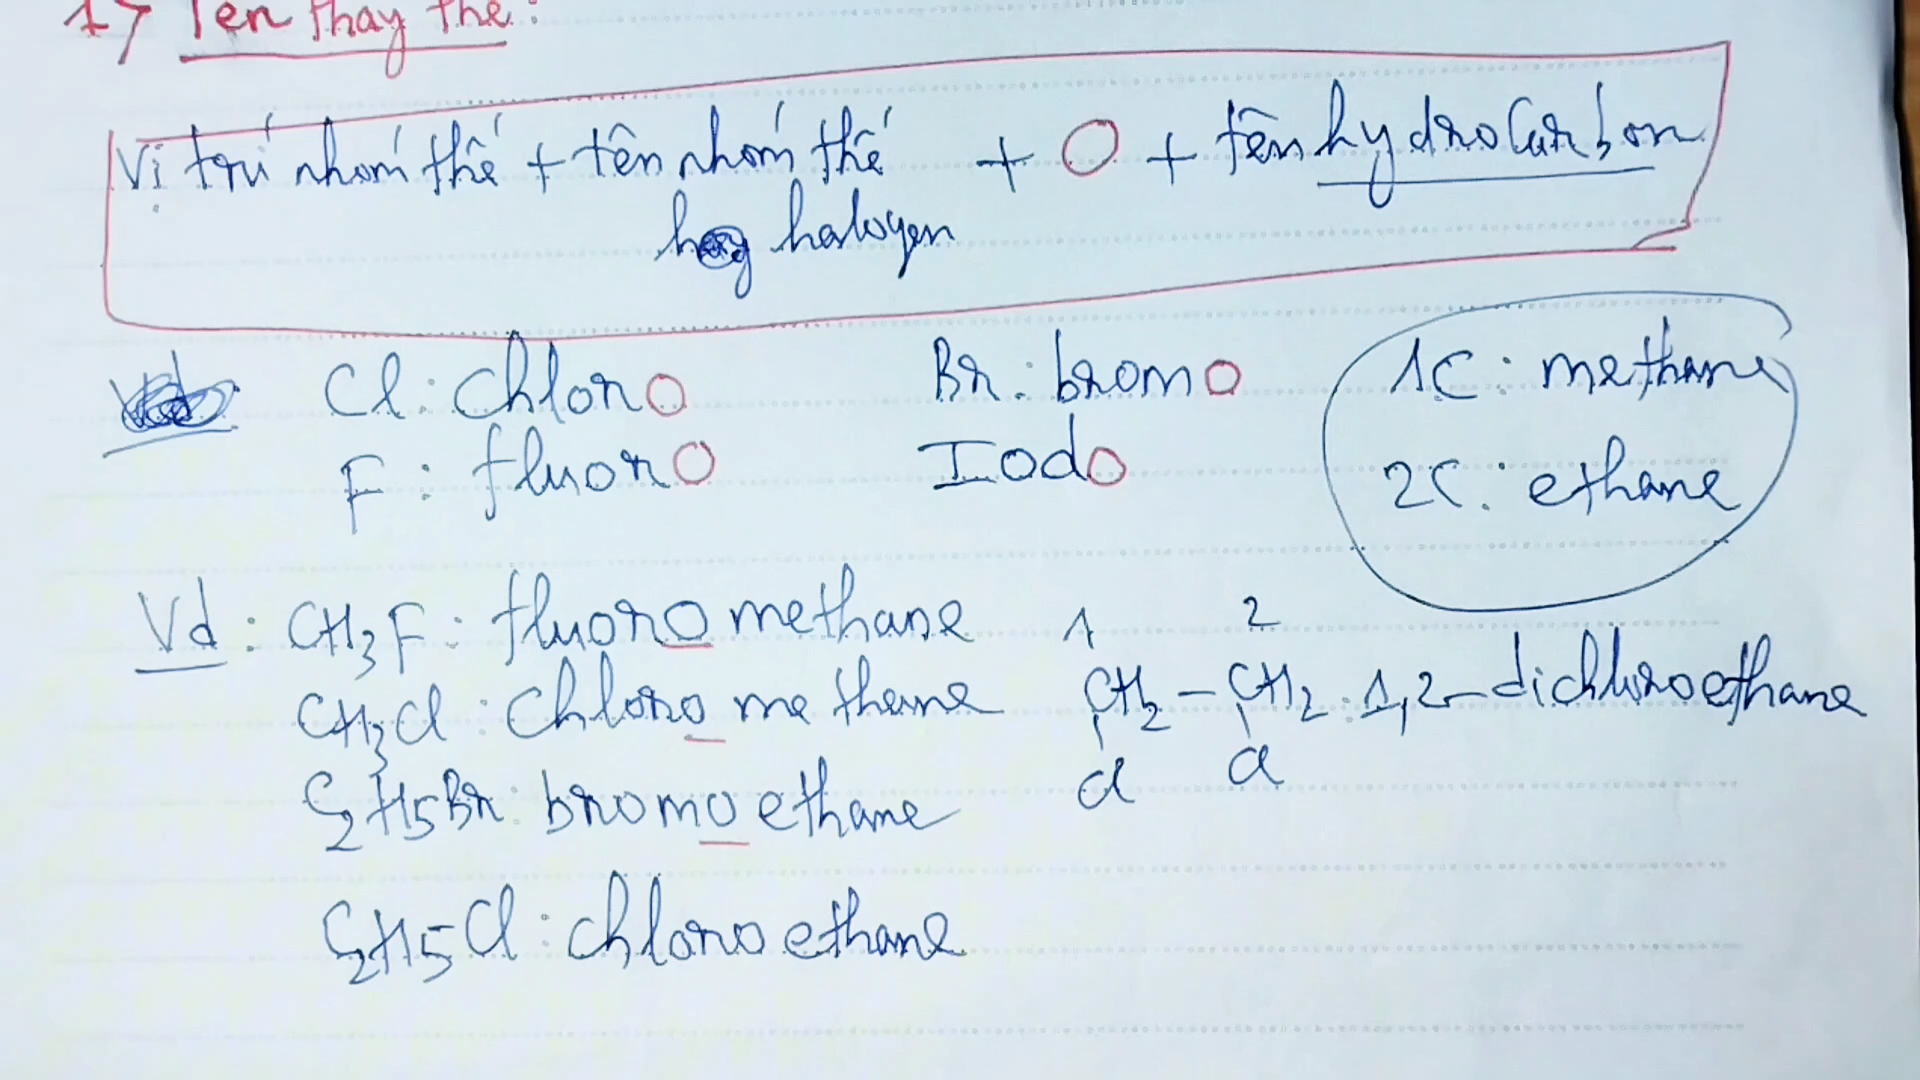 1> Tên thay thế:
Vị trí nhóm thế + tên nhóm thế + O + tên hydrocarbon
hay halogen
Cl: chloro Br: bromo 1C: methane
F: fluoro Iodo 2C: ethane
Vd: CH3F: fluoromethane 1 2
CH3Cl: chloromethane CH2-CH2: 1,2-dichloroethane
Cl Cl
C2H5Br: bromoethane
C2H5Cl: chloroethane